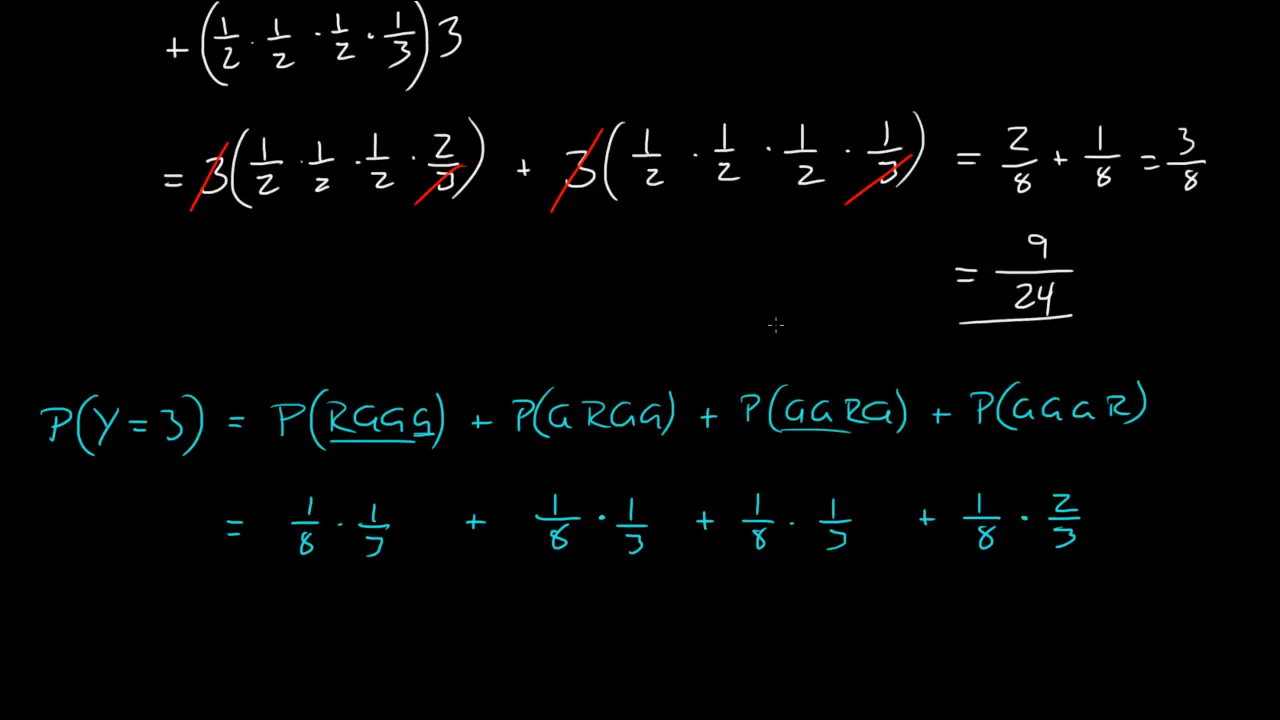 + (1/2 · 1/2 · 1/2 · 1/3) 3
= 3(1/2 · 1/2 · 1/2 · 2/3) + 3(1/2 · 1/2 · 1/2 · 1/3) = 2/8 + 1/8 = 3/8
= 9/24
P(Y = 3) = P(RGGG) + P(GRGG) + P(GGRG) + P(GGGR)
= 1/8 · 1/3 + 1/8 · 1/3 + 1/8 · 1/3 + 1/8 · 2/3